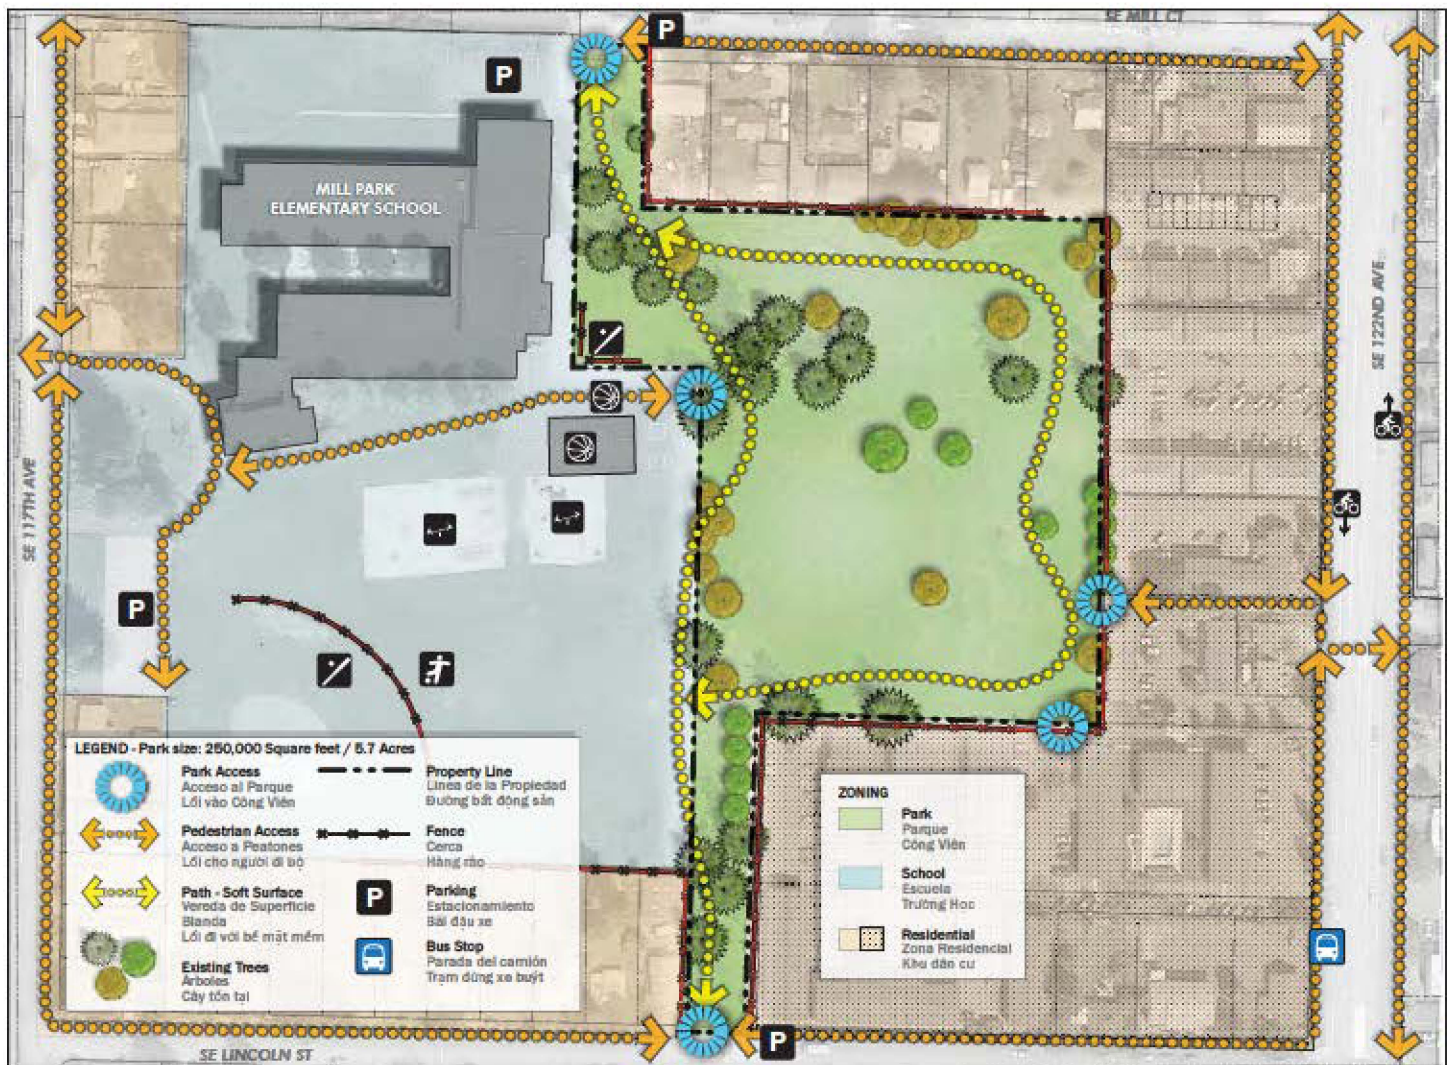 SE MILL CT
P
P
MILL PARK
ELEMENTARY SCHOOL
SE 122ND AVE
SE 117TH AVE
P
LEGEND - Park size: 250,000 Square feet / 5.7 Acres
Park Access
Acceso al Parque
Lối vào Công Viên
Pedestrian Access
Acceso a Peatones
Lối cho người đi bộ
Path - Soft Surface
Vereda de Superficie
Blanda
Lối đi với bề mặt mềm
Existing Trees
Arboles
Cây tồn tại
Property Line
Linea de la Propiedad
Đường bất động sản
Fence
Cerca
Hàng rào
P
Parking
Estacionamiento
Bãi đậu xe
Bus Stop
Parada del camión
Trạm dừng xe buýt
ZONING
Park
Parque
Công Viên
School
Escuela
Trường Học
Residential
Zona Residencial
Khu dân cư
P
SE LINCOLN ST